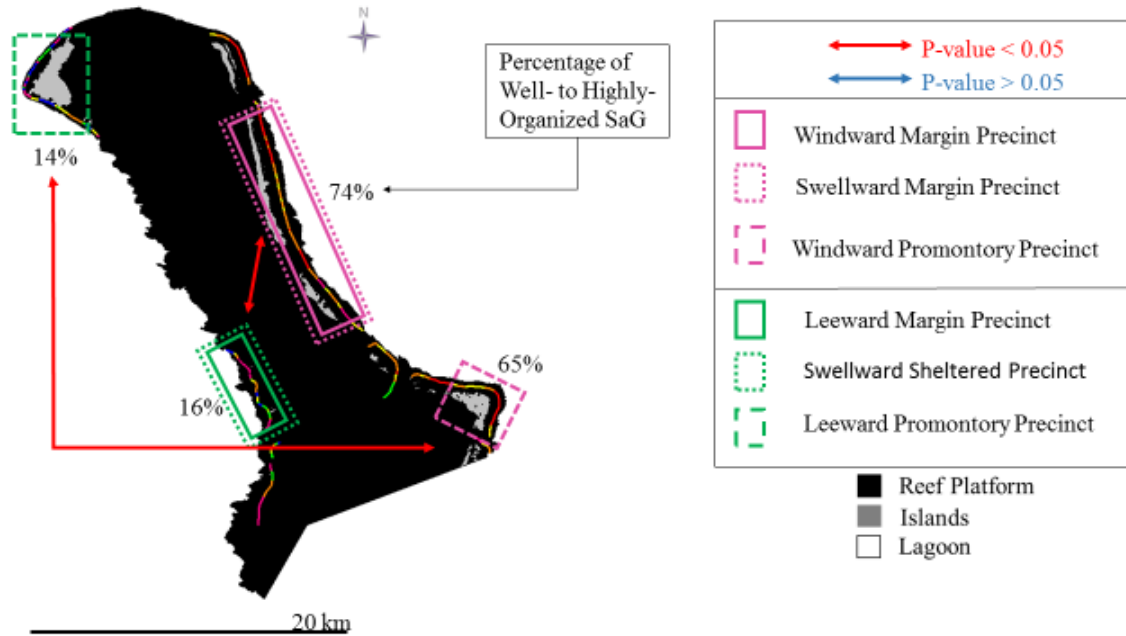 N
Percentage of
Well- to Highly-
Organized SaG
14%
74%
65%
16%
20 km
P-value < 0.05
P-value > 0.05
Windward Margin Precinct
Swellward Margin Precinct
Windward Promontory Precinct
Leeward Margin Precinct
Swellward Sheltered Precinct
Leeward Promontory Precinct
Reef Platform
Islands
Lagoon